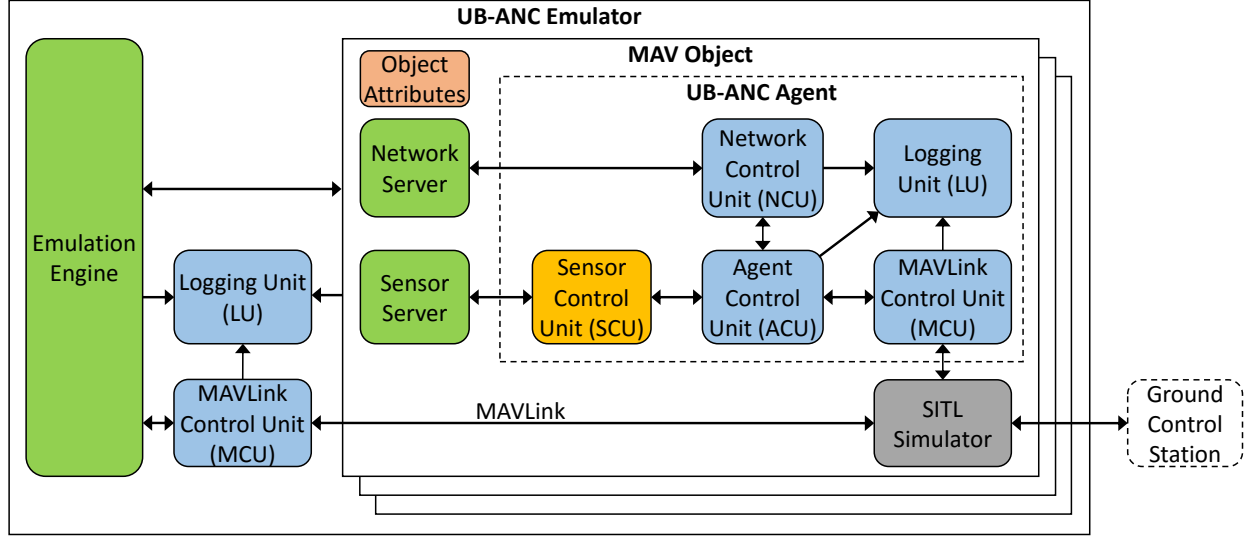 UB-ANC Emulator
MAV Object
Object
Attributes
UB-ANC Agent
Network
Server
Network
Control
Unit (NCU)
Logging
Unit (LU)
Emulation
Engine
Logging Unit
(LU)
Sensor
Server
Sensor
Control
Unit (SCU)
Agent
Control
Unit (ACU)
MAVLink
Control Unit
(MCU)
MAVLink
Control Unit
(MCU)
MAVLink
SITL
Simulator
Ground
Control
Station